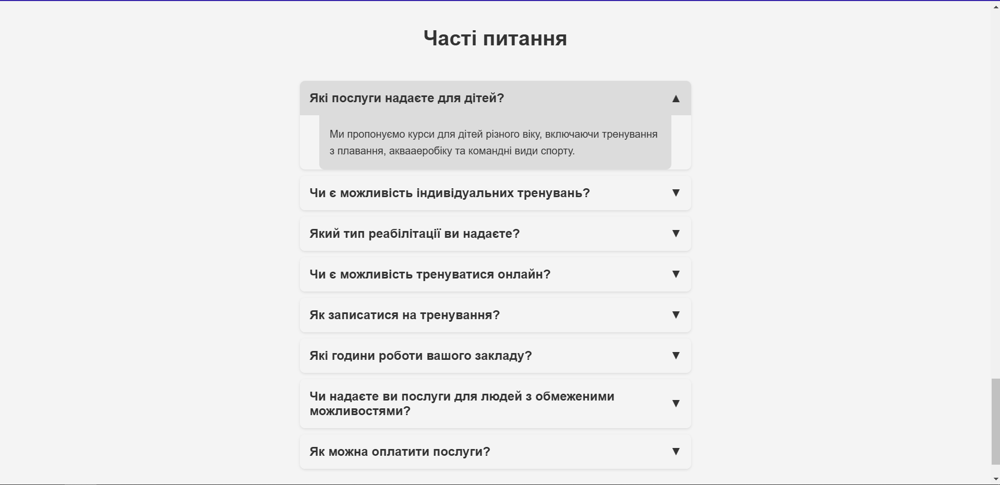 Часті питання
Які послуги надаєте для дітей?
Ми пропонуємо курси для дітей різного віку, включаючи тренування
з плавання, аквааеробіку та командні види спорту.
Чи є можливість індивідуальних тренувань?
Який тип реабілітації ви надаєте?
Чи є можливість тренуватися онлайн?
Як записатися на тренування?
Які години роботи вашого закладу?
Чи надаєте ви послуги для людей з обмеженими
можливостями?
Як можна оплатити послуги?